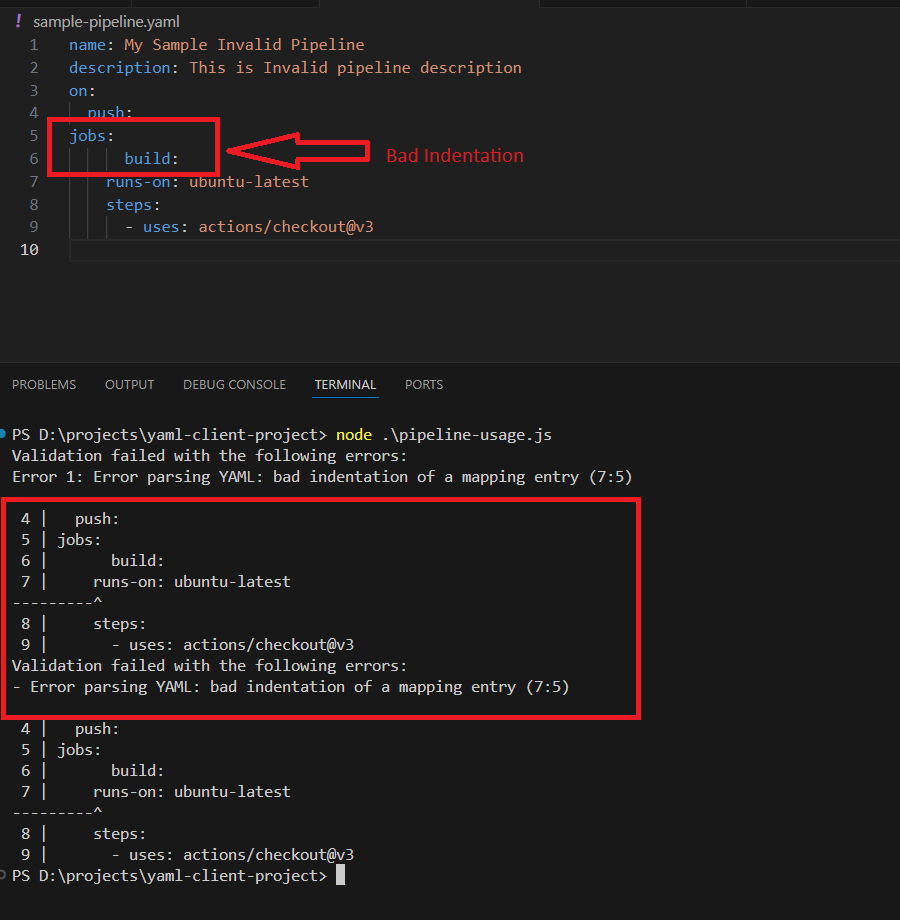 ! sample-pipeline.yaml
1 name: My Sample Invalid Pipeline
2 description: This is Invalid pipeline description
3 on:
4   push:
5 jobs:
6       build:
Bad Indentation
7     runs-on: ubuntu-latest
8     steps:
9       - uses: actions/checkout@v3
10
PROBLEMS OUTPUT DEBUG CONSOLE TERMINAL PORTS
PS D:\projects\yaml-client-project> node .\pipeline-usage.js
Validation failed with the following errors:
Error 1: Error parsing YAML: bad indentation of a mapping entry (7:5)
 4 |   push:
 5 | jobs:
 6 |       build:
 7 |     runs-on: ubuntu-latest
---------^
 8 |     steps:
 9 |       - uses: actions/checkout@v3
Validation failed with the following errors:
- Error parsing YAML: bad indentation of a mapping entry (7:5)
 4 |   push:
 5 | jobs:
 6 |       build:
 7 |     runs-on: ubuntu-latest
---------^
 8 |     steps:
 9 |       - uses: actions/checkout@v3
PS D:\projects\yaml-client-project>